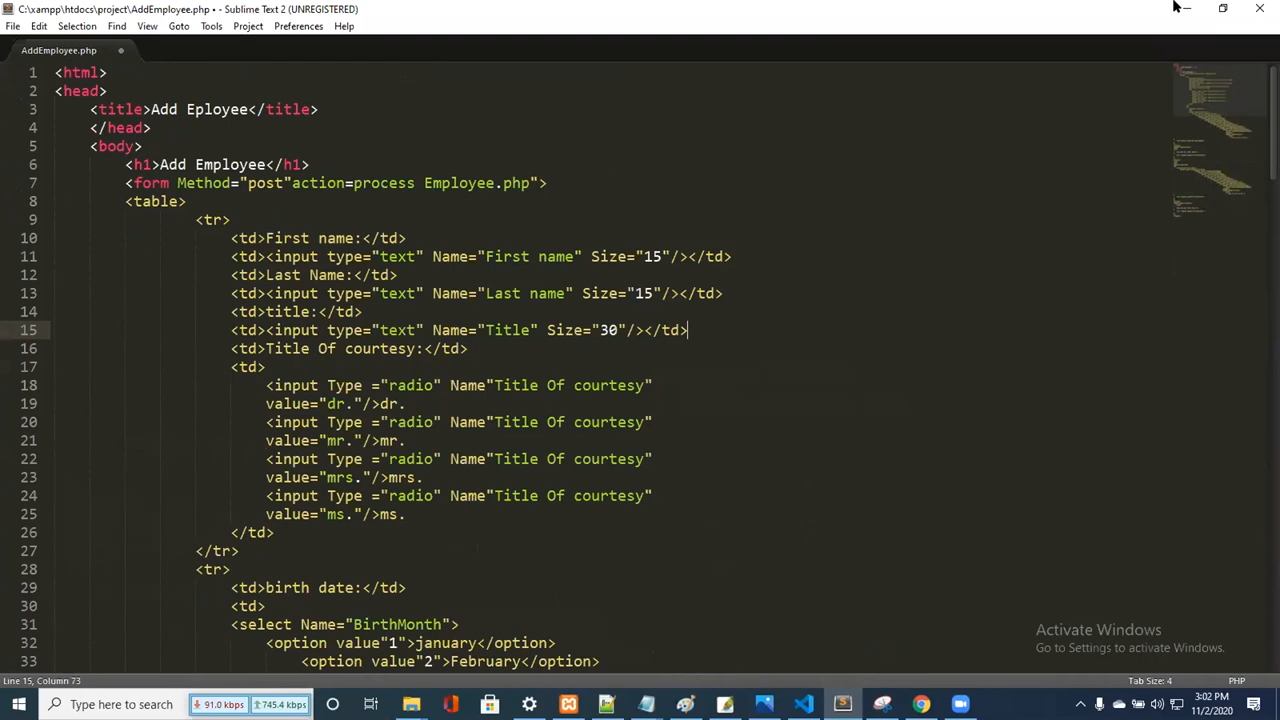 C:\xampp\htdocs\project\AddEmployee.php • - Sublime Text 2 (UNREGISTERED)
File Edit Selection Find View Goto Tools Project Preferences Help
AddEmployee.php
1 <html>
2 <head>
3 <title>Add Eployee</title>
4 </head>
5 <body>
6 <h1>Add Employee</h1>
7 <form Method="post"action=process Employee.php">
8 <table>
9 <tr>
10 <td>First name:</td>
11 <td><input type="text" Name="First name" Size="15"/></td>
12 <td>Last Name:</td>
13 <td><input type="text" Name="Last name" Size="15"/></td>
14 <td>title:</td>
15 <td><input type="text" Name="Title" Size="30"/></td>
16 <td>Title Of courtesy:</td>
17 <td>
18 <input Type ="radio" Name"Title Of courtesy"
19 value="dr."/>dr.
20 <input Type ="radio" Name"Title Of courtesy"
21 value="mr."/>mr.
22 <input Type ="radio" Name"Title Of courtesy"
23 value="mrs."/>mrs.
24 <input Type ="radio" Name"Title Of courtesy"
25 value="ms."/>ms.
26 </td>
27 </tr>
28 <tr>
29 <td>birth date:</td>
30 <td>
31 <select Name="BirthMonth">
32 <option value"1">january</option>
33 <option value"2">February</option>
Activate Windows
Go to Settings to activate Windows.
Line 15, Column 73 Tab Size: 4 PHP
Type here to search 91.0 kbps 745.4 kbps 3:02 PM
11/2/2020